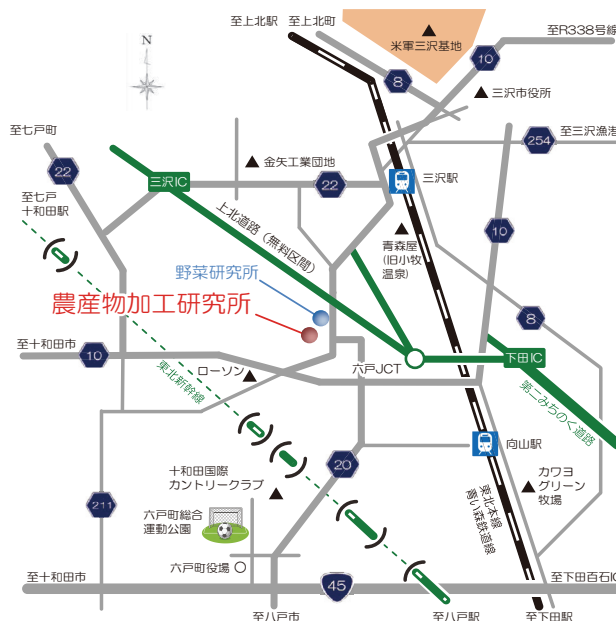 至上北駅
至上北町
米軍三沢基地
至R338号線
N
10
8
三沢市役所
至七戸町
254
至三沢漁港
22
金矢工業団地
三沢IC
22
三沢駅
至七戸
十和田駅
上北道路（無料区間）
青森屋
(旧小牧
温泉)
10
野菜研究所
農産物加工研究所
8
至十和田市
10
六戸JCT
下田IC
ローソン
東北新幹線
第二みちのく道路
向山駅
20
十和田国際
カントリークラブ
カワヨ
グリーン
牧場
211
六戸町総合
運動公園
東北本線
青い森鉄道線
六戸町役場
至十和田市
45
至下田百石IC
至八戸市
至八戸駅
至下田駅